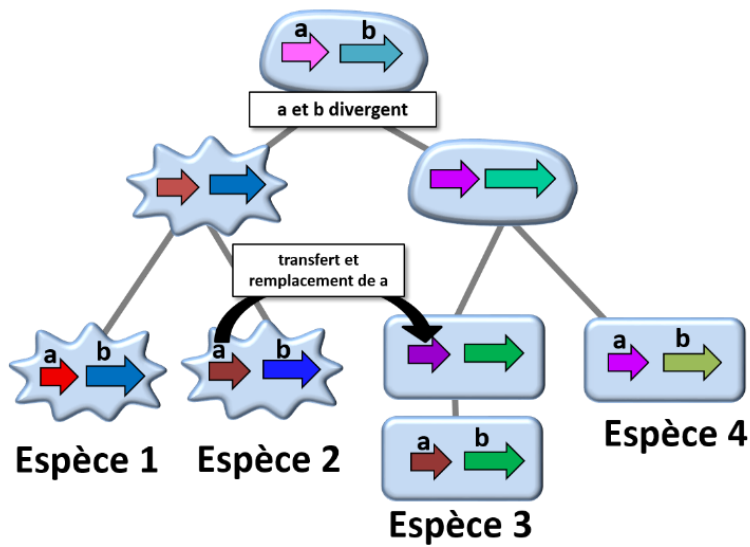 a b
a et b divergent
transfert et
remplacement de a
a b
a b
a b
Espèce 1
Espèce 2
Espèce 4
a b
Espèce 3